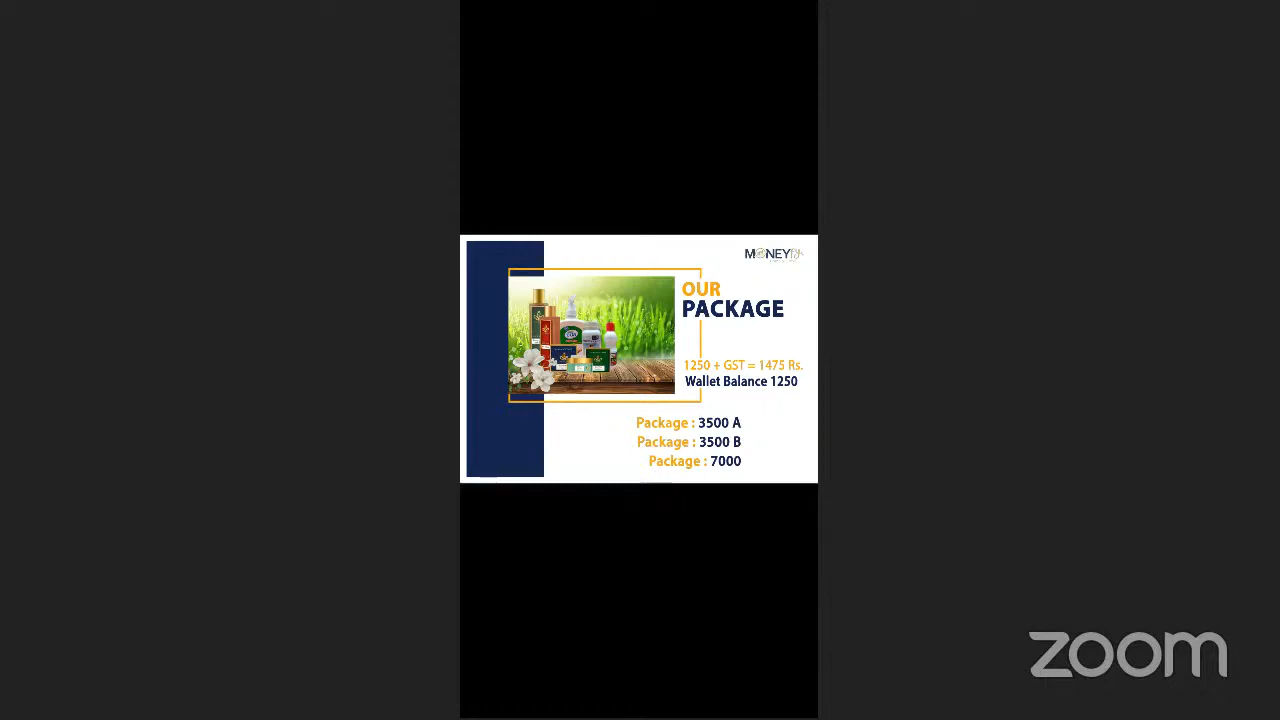 MONEY
OUR
PACKAGE
1250 + GST = 1475 Rs.
Wallet Balance 1250
Package : 3500 A
Package : 3500 B
Package : 7000
zoom